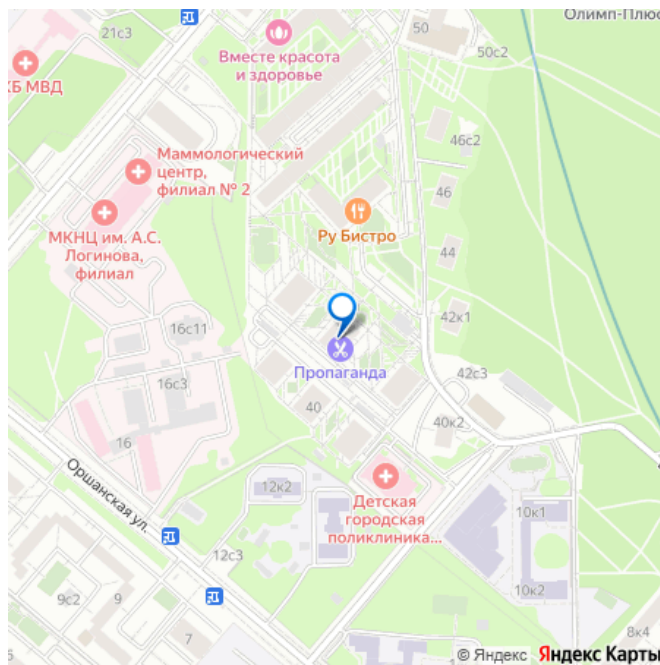 Олимп-Плюс
50
21с3
50с2
Вместе красота
и здоровье
КБ МВД
46с2
Маммологический
центр,
филиал № 2
46
МКНЦ им. А.С.
Логинова,
филиал
Ру Бистро
44
42к1
16с11
Пропаганда
42с3
16с3
40
40к2
16
Оршанская ул.
12к2
Детская
городская
поликлиника...
10к1
12с3
10к2
9с2
9
7
8к4
© Яндекс Яндекс Карты